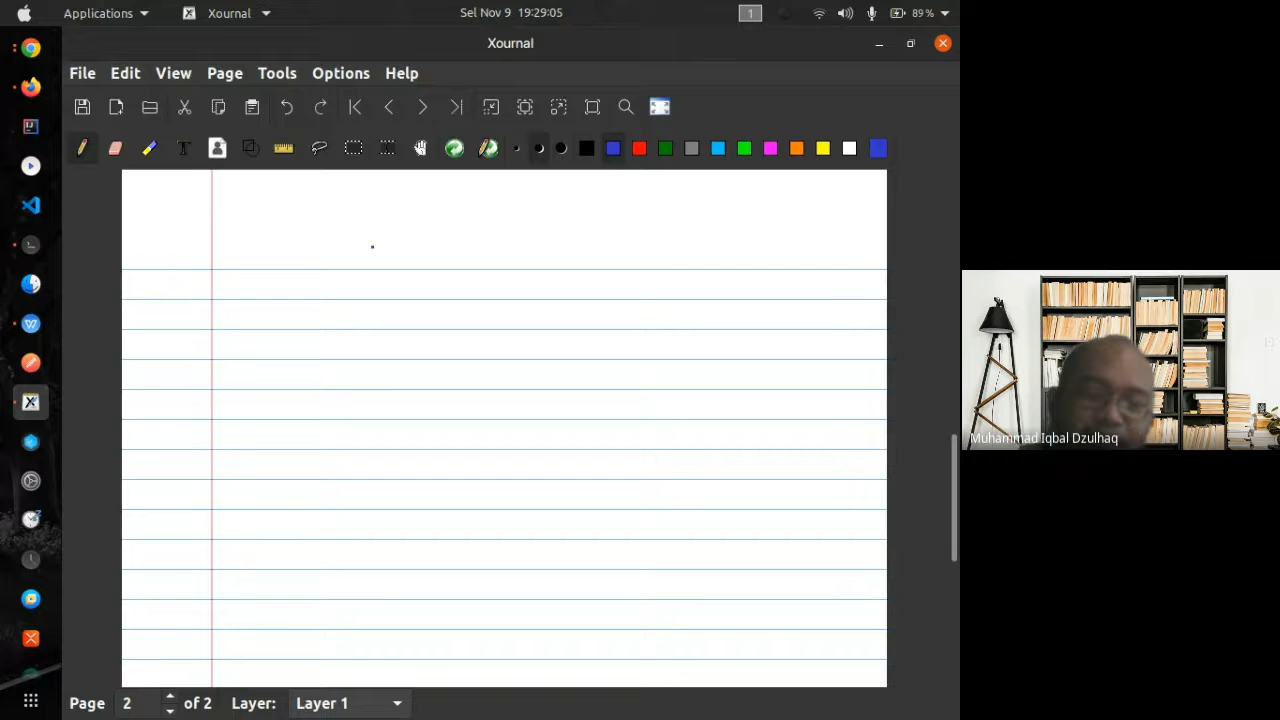 Applications Xournal Sel Nov 9 19:29:05 1 89 %
Xournal
File Edit View Page Tools Options Help
Muhammad Iqbal Dzulhaq
Page 2 of 2 Layer: Layer 1